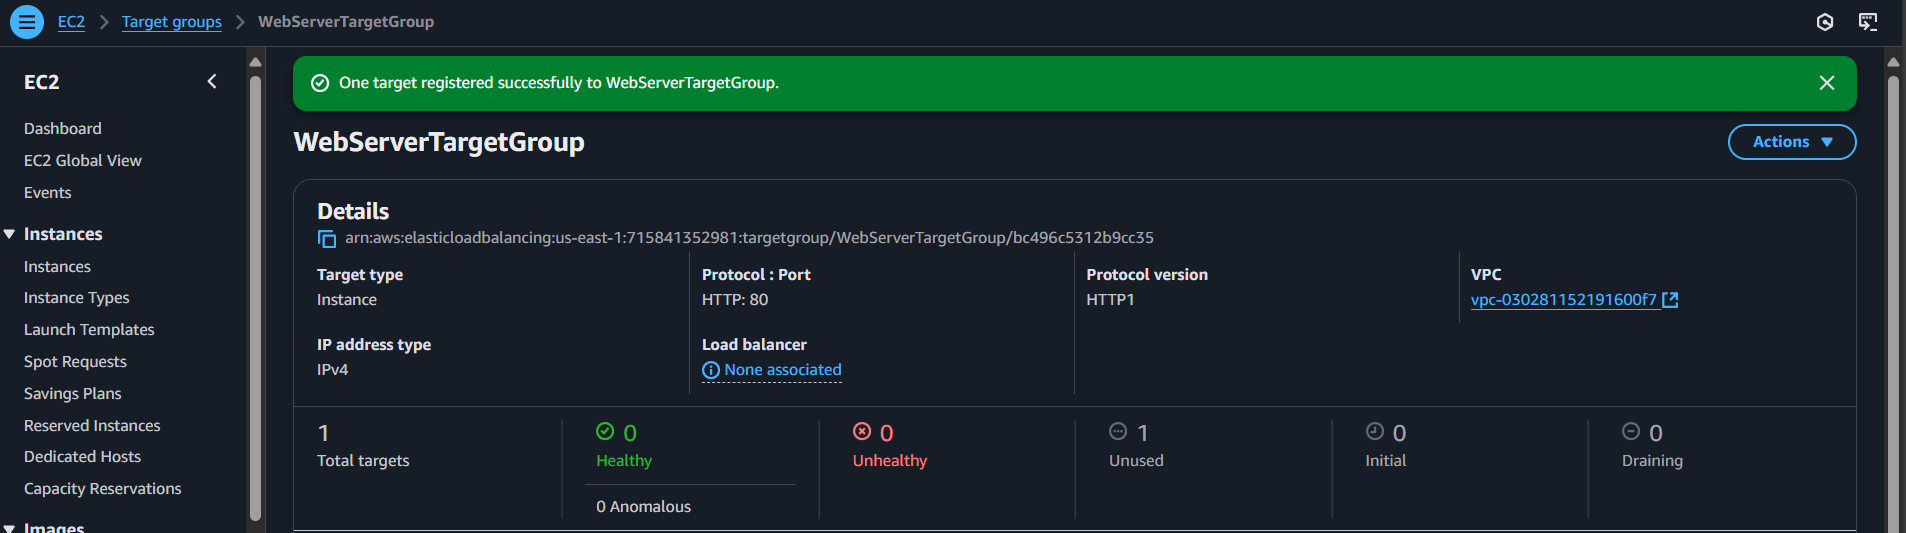 EC2 > Target groups > WebServerTargetGroup
EC2
Dashboard
EC2 Global View
Events
Instances
Instances
Instance Types
Launch Templates
Spot Requests
Savings Plans
Reserved Instances
Dedicated Hosts
Capacity Reservations
Images
One target registered successfully to WebServerTargetGroup.
WebServerTargetGroup
Actions
Details
arn:aws:elasticloadbalancing:us-east-1:715841352981:targetgroup/WebServerTargetGroup/bc496c5312b9cc35
Target type
Instance
Protocol : Port
HTTP: 80
Protocol version
HTTP1
VPC
vpc-030281152191600f7
IP address type
IPv4
Load balancer
None associated
1
Total targets
0
Healthy
0 Anomalous
0
Unhealthy
1
Unused
0
Initial
0
Draining